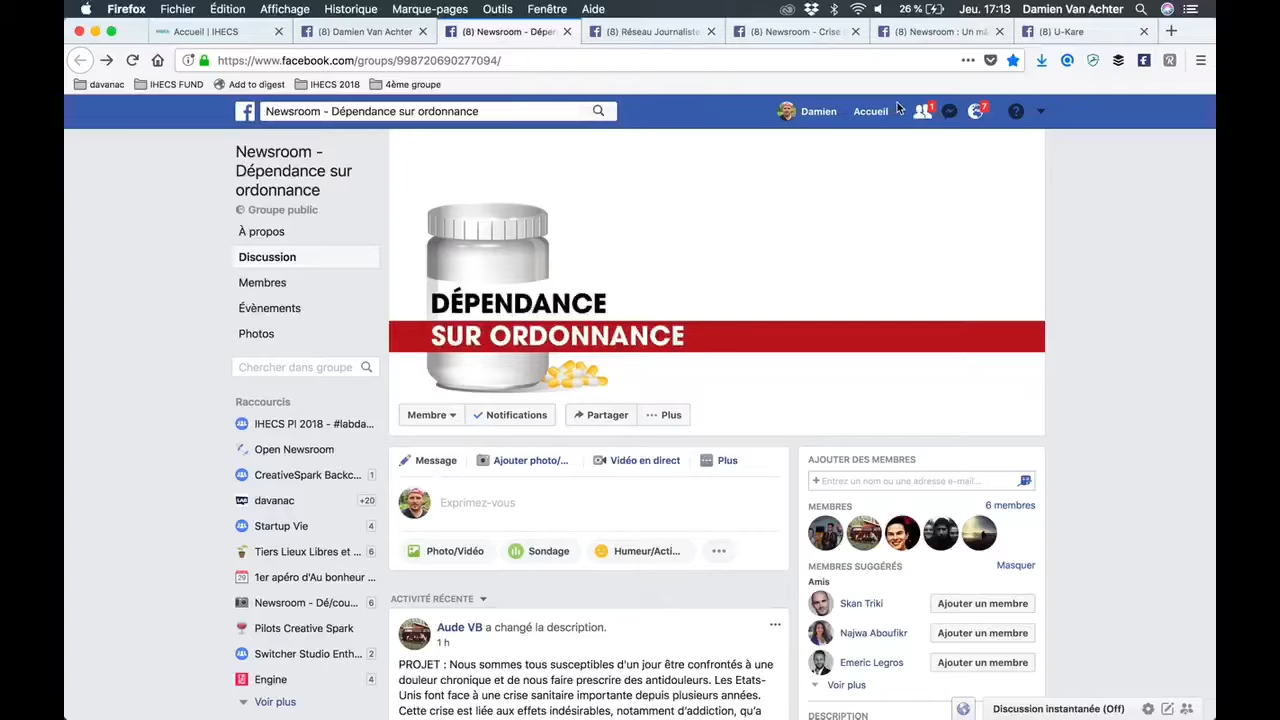 Firefox Fichier Édition Affichage Historique Marque-pages Outils Fenêtre Aide 26 % Jeu. 17:13 Damien Van Achter
Accueil | IHECS
(8) Damien Van Achter
(8) Newsroom - Déper
(8) Réseau Journaliste
(8) Newsroom - Crise
(8) Newsroom : Un m
(8) U-Kare
https://www.facebook.com/groups/998720690277094/
davanac IHECS FUND Add to digest IHECS 2018 4ème groupe
Newsroom - Dépendance sur ordonnance
Damien Accueil 1 7
Newsroom -
Dépendance sur
ordonnance
Groupe public
À propos
Discussion
Membres
Évènements
Photos
Chercher dans groupe
Raccourcis
IHECS PI 2018 - #labda...
Open Newsroom
CreativeSpark Backc... 1
davanac +20
Startup Vie 4
Tiers Lieux Libres et ... 6
1er apéro d'Au bonheur ...
Newsroom - Dé/cou... 6
Pilots Creative Spark
Switcher Studio Enth... 2
Engine 4
Voir plus
DÉPENDANCE
SUR ORDONNANCE
Membre Notifications Partager Plus
Message Ajouter photo/... Vidéo en direct Plus
Exprimez-vous
Photo/Vidéo Sondage Humeur/Acti...
ACTIVITÉ RÉCENTE
Aude VB a changé la description.
1 h
PROJET : Nous sommes tous susceptibles d'un jour être confrontés à une
douleur chronique et de nous faire prescrire des antidouleurs. Les Etats-
Unis font face à une crise sanitaire importante depuis plusieurs années.
Cette crise est liée aux effets indésirables, notamment d'addiction, qu'a
AJOUTER DES MEMBRES
+ Entrez un nom ou une adresse e-mail...
MEMBRES 6 membres
MEMBRES SUGGÉRÉS Masquer
Amis
Skan Triki Ajouter un membre
Najwa Aboufikr Ajouter un membre
Emeric Legros Ajouter un membre
Voir plus
DESCRIPTION
Discussion instantanée (Off)